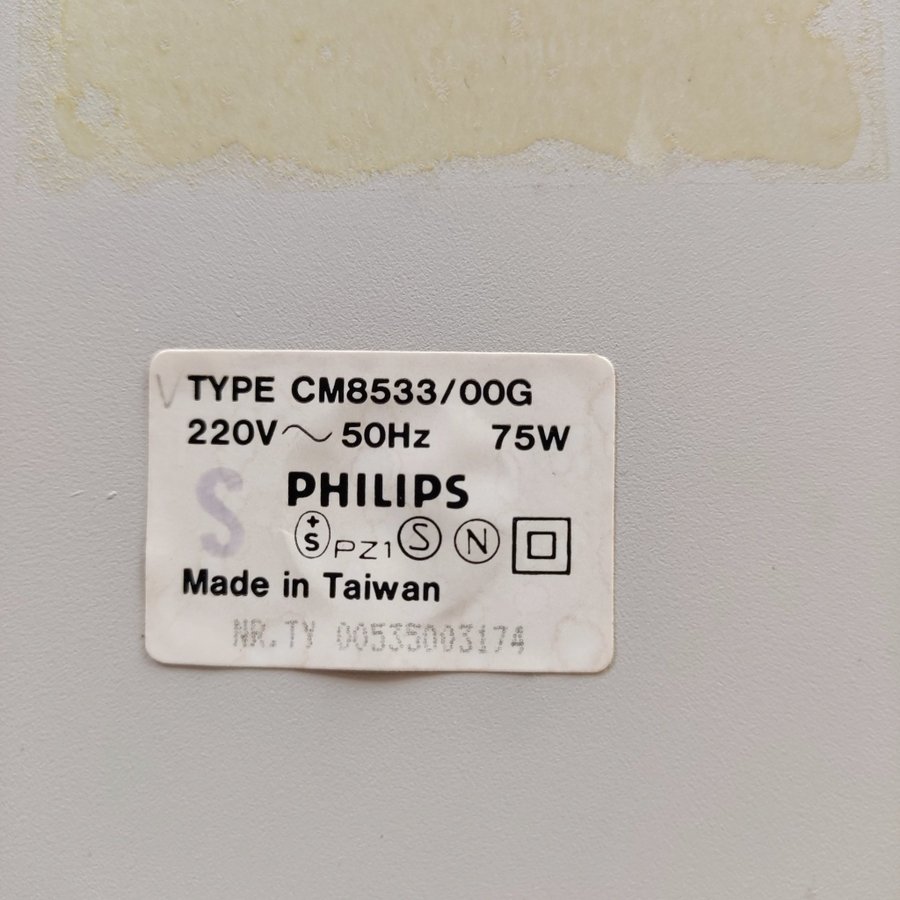 V TYPE CM8533/00G
220V~50Hz 75W
S PHILIPS
+S PZ1 S N
Made in Taiwan
NR.TY 00535003174